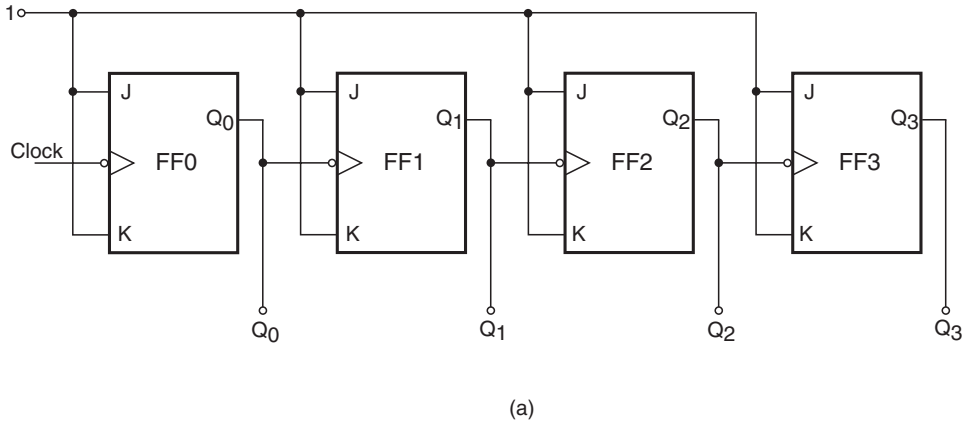 1
J J J J
Q0 Q1 Q2 Q3
Clock FF0 FF1 FF2 FF3
K K K K
Q0 Q1 Q2 Q3
(a)